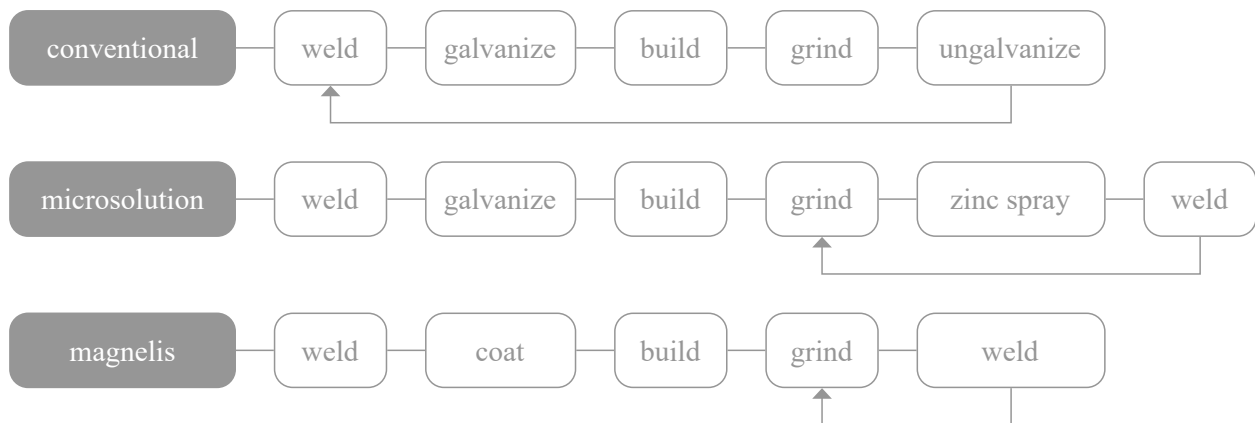 conventional weld galvanize build grind ungalvanize
microsolution weld galvanize build grind zinc spray weld
magnelis weld coat build grind weld